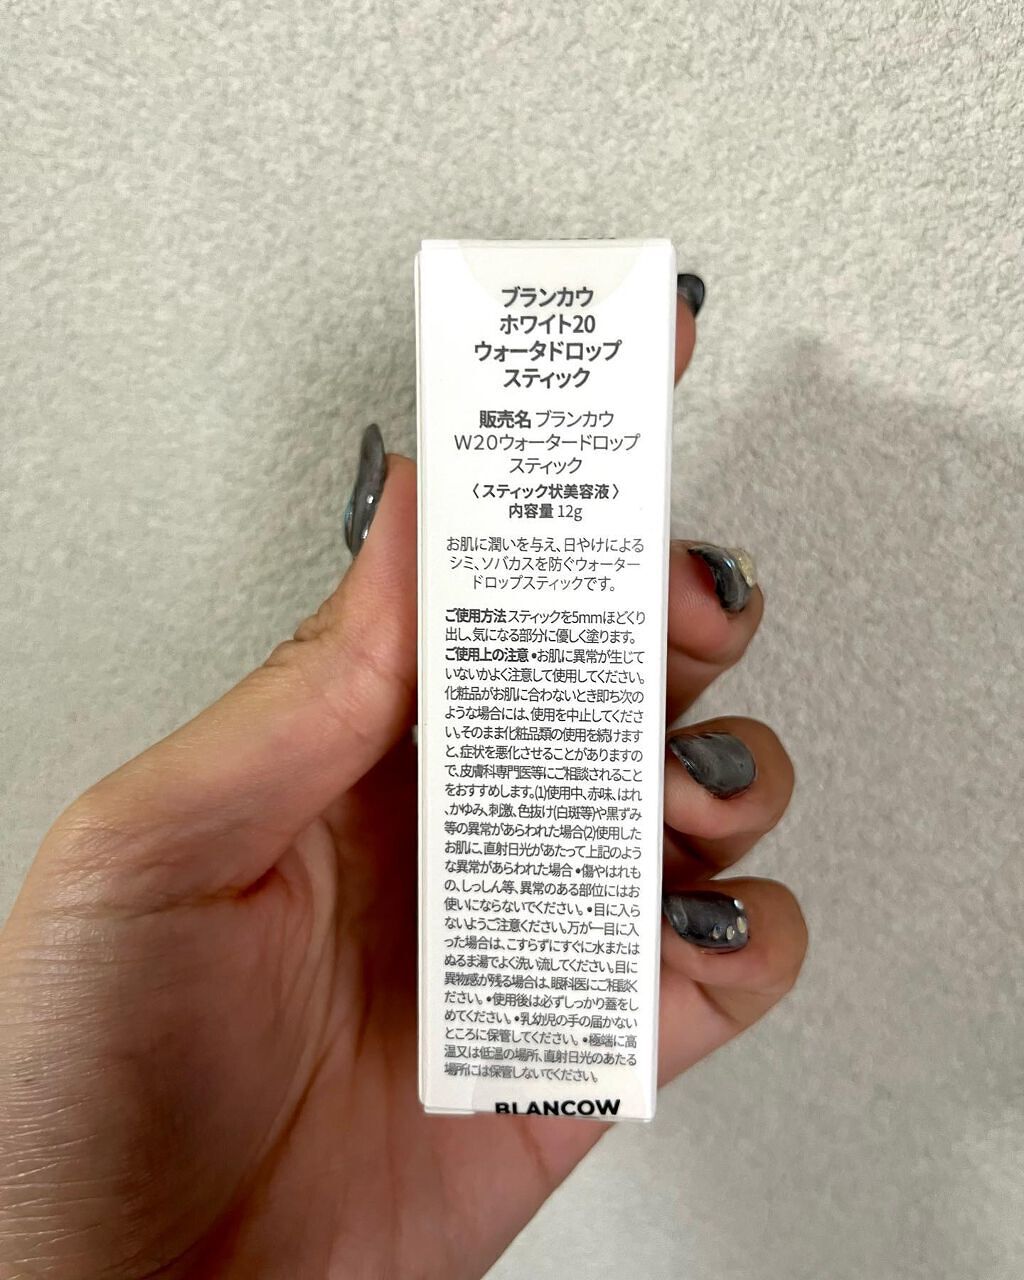 ブランカウ
ホワイト20
ウォータドロップ
スティック
販売名 ブランカウ
W20ウォータードロップ
スティック
〈スティック状美容液〉
内容量 12g
お肌に潤いを与え、日やけによる
シミ、ソバカスを防ぐウォーター
ドロップスティックです。
ご使用方法 スティックを5mmほどくり
出し、気になる部分に優しく塗ります。
ご使用上の注意 •お肌に異常が生じて
いないかよく注意して使用してください。
化粧品がお肌に合わないとき即ち次の
ような場合には、使用を中止してくださ
い。そのまま化粧品類の使用を続けます
と、症状を悪化させることがありますの
で、皮膚科専門医等にご相談されること
をおすすめします。(1)使用中、赤味、はれ
、かゆみ、刺激、色抜け(白斑等)や黒ずみ
等の異常があらわれた場合(2)使用した
お肌に、直射日光があたって上記のよう
な異常があらわれた場合 •傷やはれも
の、しっしん等、異常のある部位にはお
使いにならないでください。 •目に入ら
ないようご注意ください。万が一目に入
った場合は、こすらずにすぐに水または
ぬるま湯でよく洗い流してください。目に
異物感が残る場合は、眼科医にご相談く
ださい。 •使用後は必ずしっかり蓋をし
めてください。 •乳幼児の手の届かない
ところに保管してください。 •極端に高
温又は低温の場所、直射日光のあたる
場所には保管しないでください。
BLANCOW